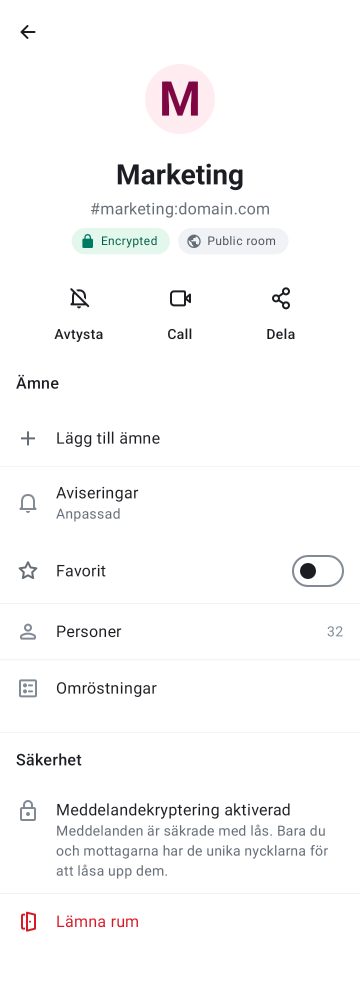 M
Marketing
#marketing:domain.com
Encrypted
Public room
Avtysta
Call
Dela
Ämne
Lägg till ämne
Aviseringar
Anpassad
Favorit
Personer
32
Omröstningar
Säkerhet
Meddelandekryptering aktiverad
Meddelanden är säkrade med lås. Bara du
och mottagarna har de unika nycklarna för
att låsa upp dem.
Lämna rum